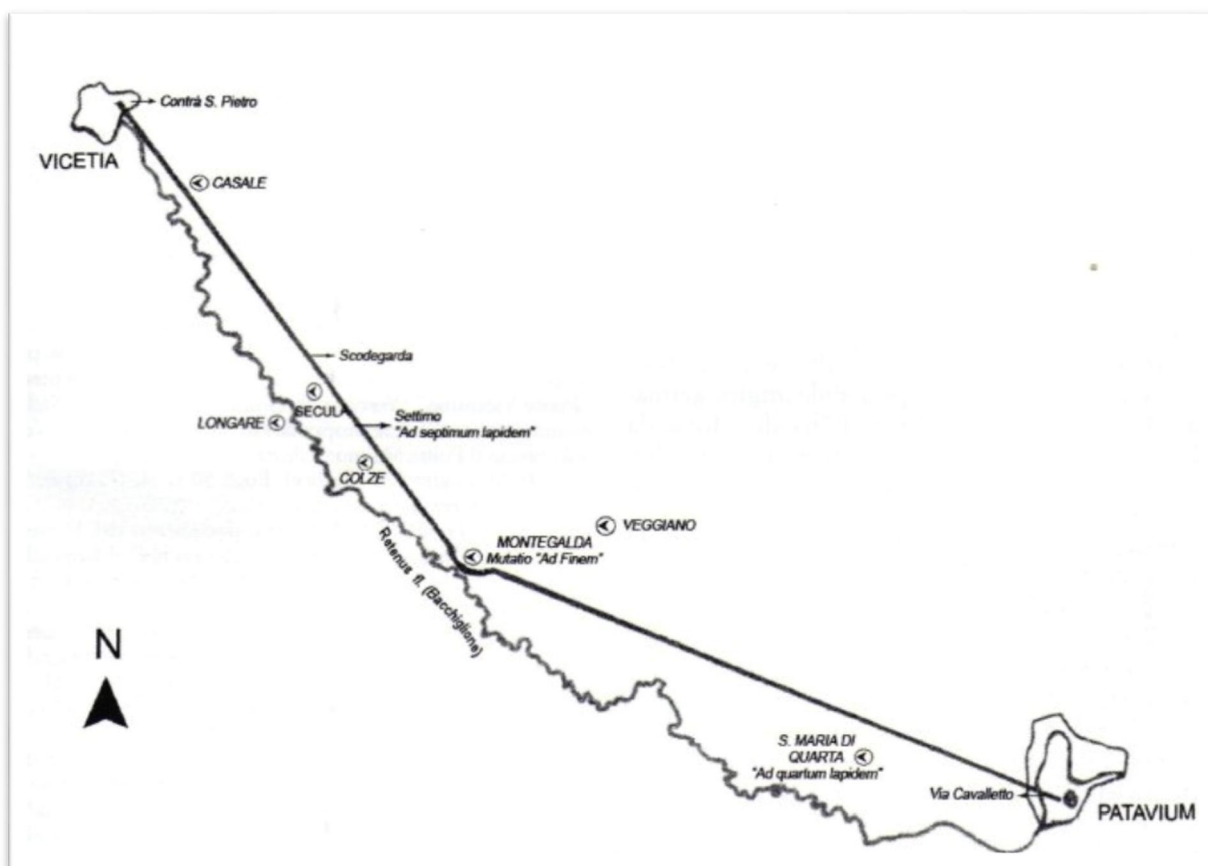 Contrà S. Pietro
VICETIA
CASALE
Scodegarda
SECULA
LONGARE
Settimo
"Ad septimum lapidem"
COLZE
VEGGIANO
MONTEGALDA
Mutatio "Ad Finem"
Retenus fl. (Bacchiglione)
N
S. MARIA DI
QUARTA
"Ad quartum lapidem"
Via Cavalletto
PATAVIUM